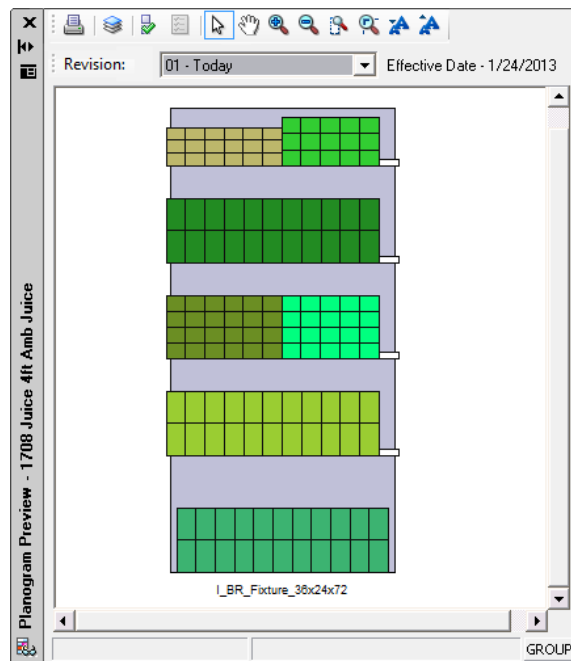 Revision:
01 - Today
Effective Date - 1/24/2013
Planogram Preview - 1708 Juice 4ft Amb Juice
I_BR_Fixture_36x24x72
GROUP